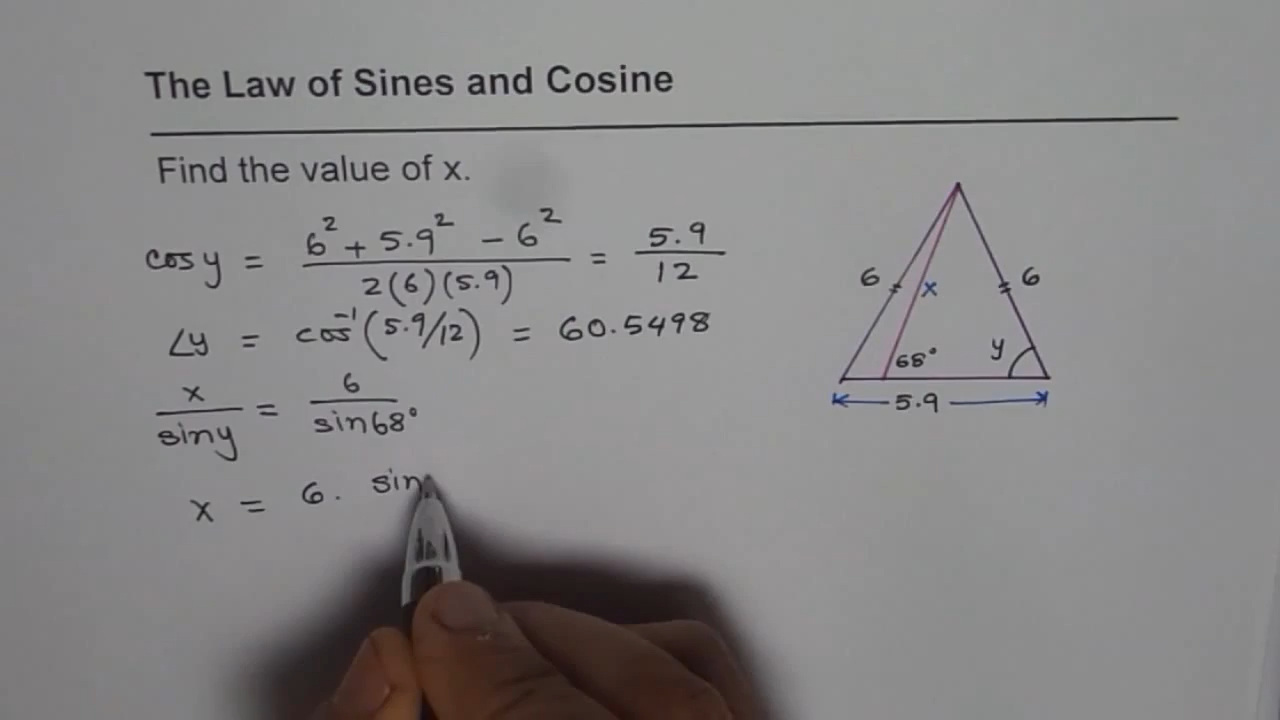 The Law of Sines and Cosine
Find the value of x.
cos y = (6² + 5.9² − 6²) / (2(6)(5.9)) = 5.9 / 12
∠y = cos⁻¹(5.9/12) = 60.5498
x / sin y = 6 / sin 68°
x = 6 . sin
6
x
6
68°
y
5.9